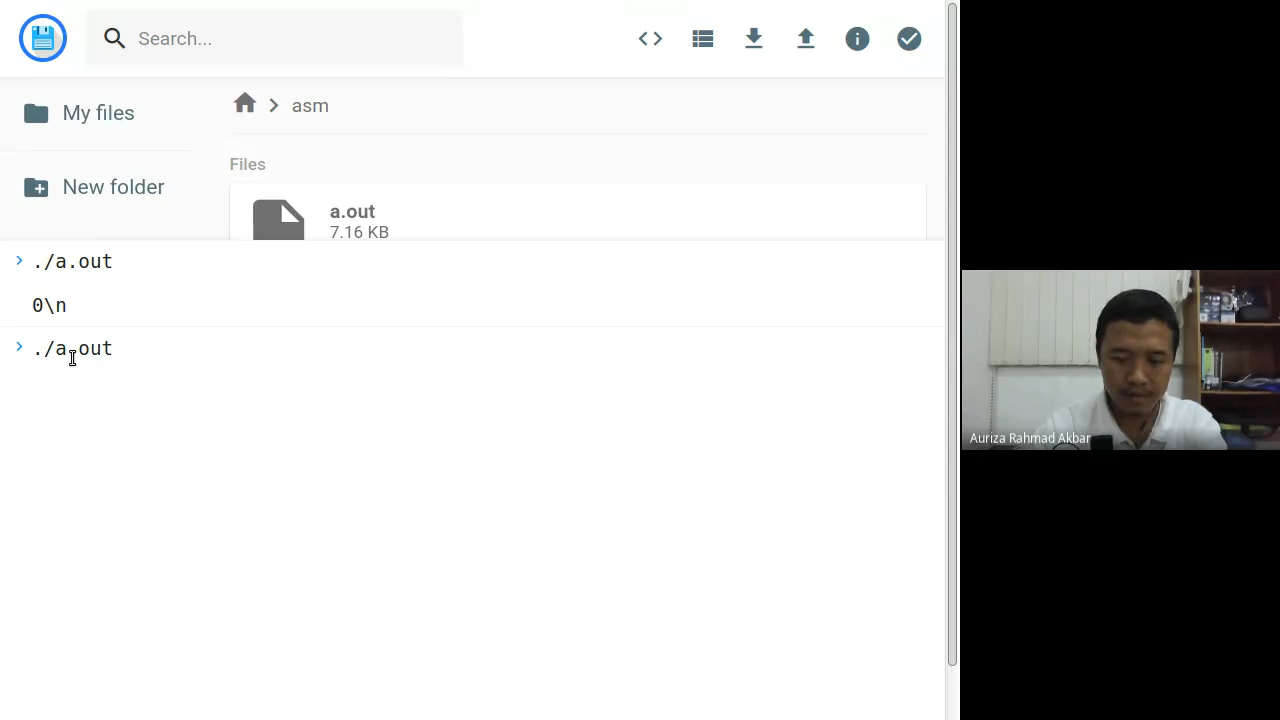 Search...
My files
New folder
asm
Files
a.out
7.16 KB
› ./a.out
0\n
› ./a.out
Auriza Rahmad Akbar